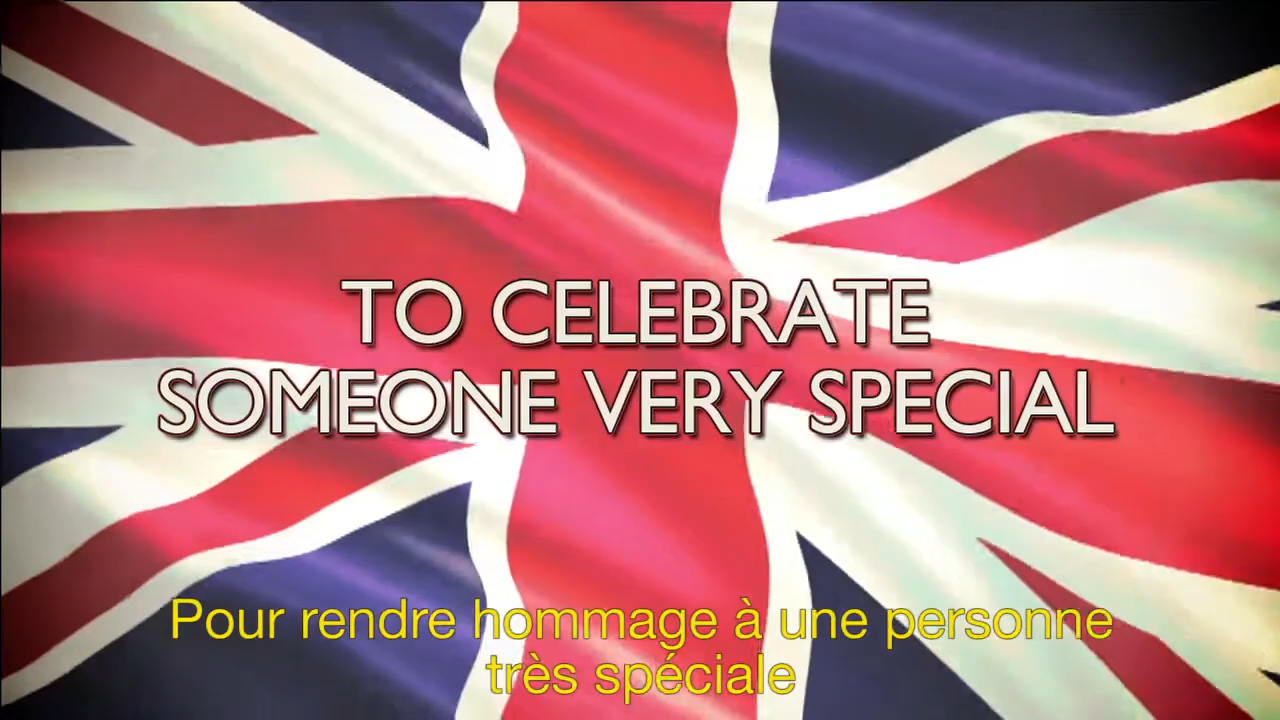 TO CELEBRATE
SOMEONE VERY SPECIAL
Pour rendre hommage à une personne
très spéciale